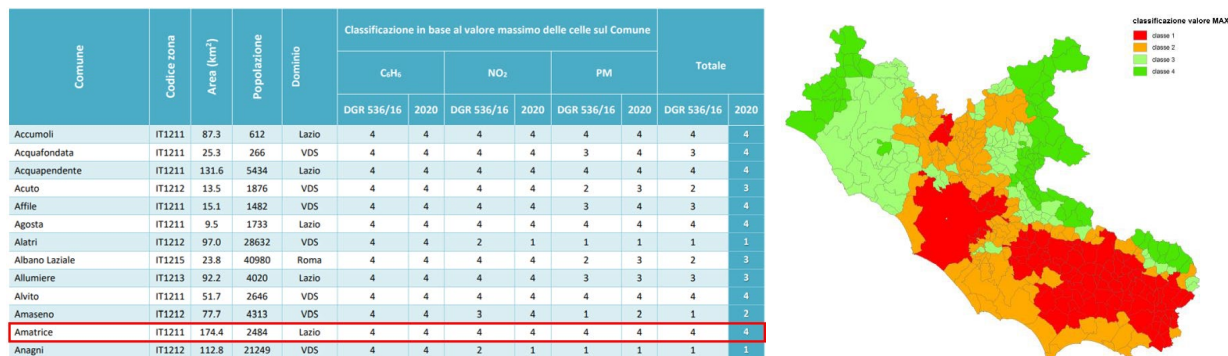 Classificazione in base al valore massimo delle celle sul Comune
Comune Codice zona Area (km²) Popolazione Dominio C₆H₆ NO₂ PM Totale
DGR 536/16 2020 DGR 536/16 2020 DGR 536/16 2020 DGR 536/16 2020
Accumoli IT1211 87.3 612 Lazio 4 4 4 4 4 4 4 4
Acquafondata IT1211 25.3 266 VDS 4 4 4 4 3 4 3 4
Acquapendente IT1211 131.6 5434 Lazio 4 4 4 4 4 4 4 4
Acuto IT1212 13.5 1876 VDS 4 4 4 4 2 3 2 3
Affile IT1211 15.1 1482 VDS 4 4 4 4 3 4 3 4
Agosta IT1211 9.5 1733 Lazio 4 4 4 4 4 4 4 4
Alatri IT1212 97.0 28632 VDS 4 4 2 1 1 1 1 1
Albano Laziale IT1215 23.8 40980 Roma 4 4 4 4 2 3 2 3
Allumiere IT1213 92.2 4020 Lazio 4 4 4 4 3 3 3 3
Alvito IT1211 51.7 2646 VDS 4 4 4 4 4 4 4 4
Amaseno IT1212 77.7 4313 VDS 4 4 3 4 1 2 1 2
Amatrice IT1211 174.4 2484 Lazio 4 4 4 4 4 4 4 4
Anagni IT1212 112.8 21249 VDS 4 4 2 1 1 1 1 1
classificazione valore MAX
classe 1
classe 2
classe 3
classe 4